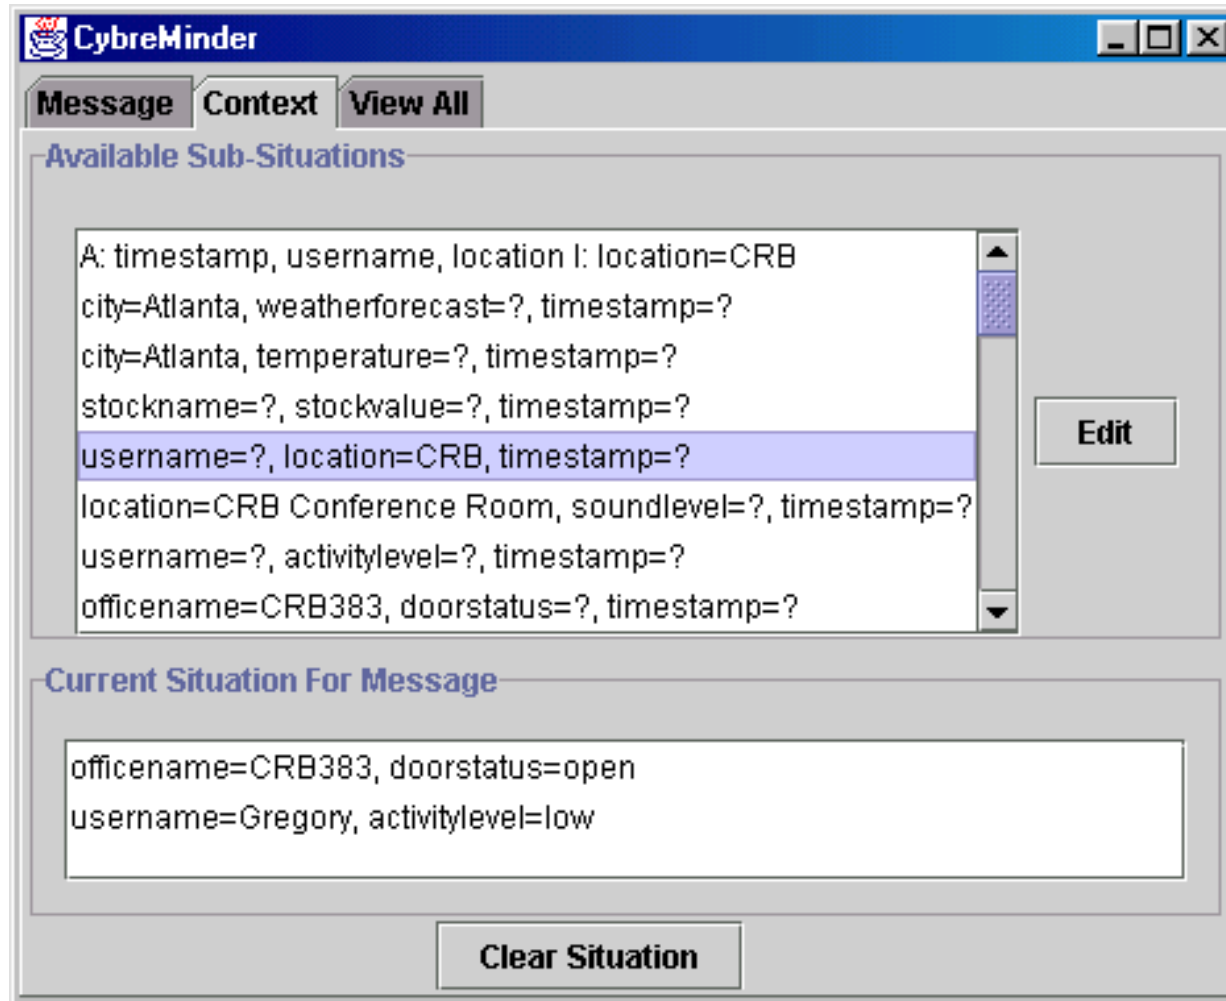 CybreMinder
Message Context View All
Available Sub-Situations
A: timestamp, username, location I: location=CRB
city=Atlanta, weatherforecast=?, timestamp=?
city=Atlanta, temperature=?, timestamp=?
stockname=?, stockvalue=?, timestamp=?
username=?, location=CRB, timestamp=?
location=CRB Conference Room, soundlevel=?, timestamp=?
username=?, activitylevel=?, timestamp=?
officename=CRB383, doorstatus=?, timestamp=?
Edit
Current Situation For Message
officename=CRB383, doorstatus=open
username=Gregory, activitylevel=low
Clear Situation